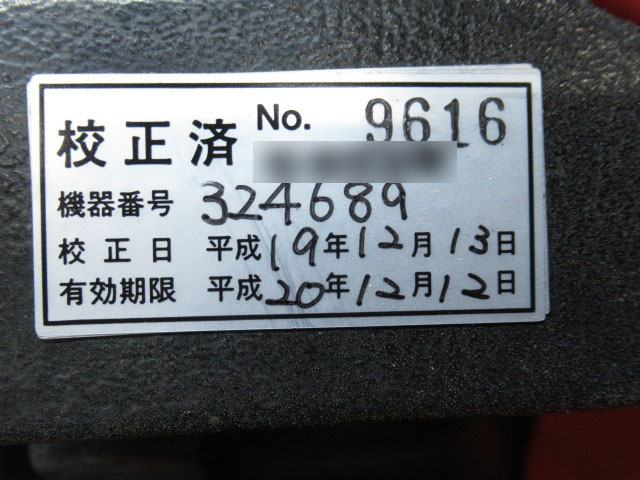 校正済 No. 9616
機器番号 324689
校正日 平成19年12月13日
有効期限 平成20年12月12日